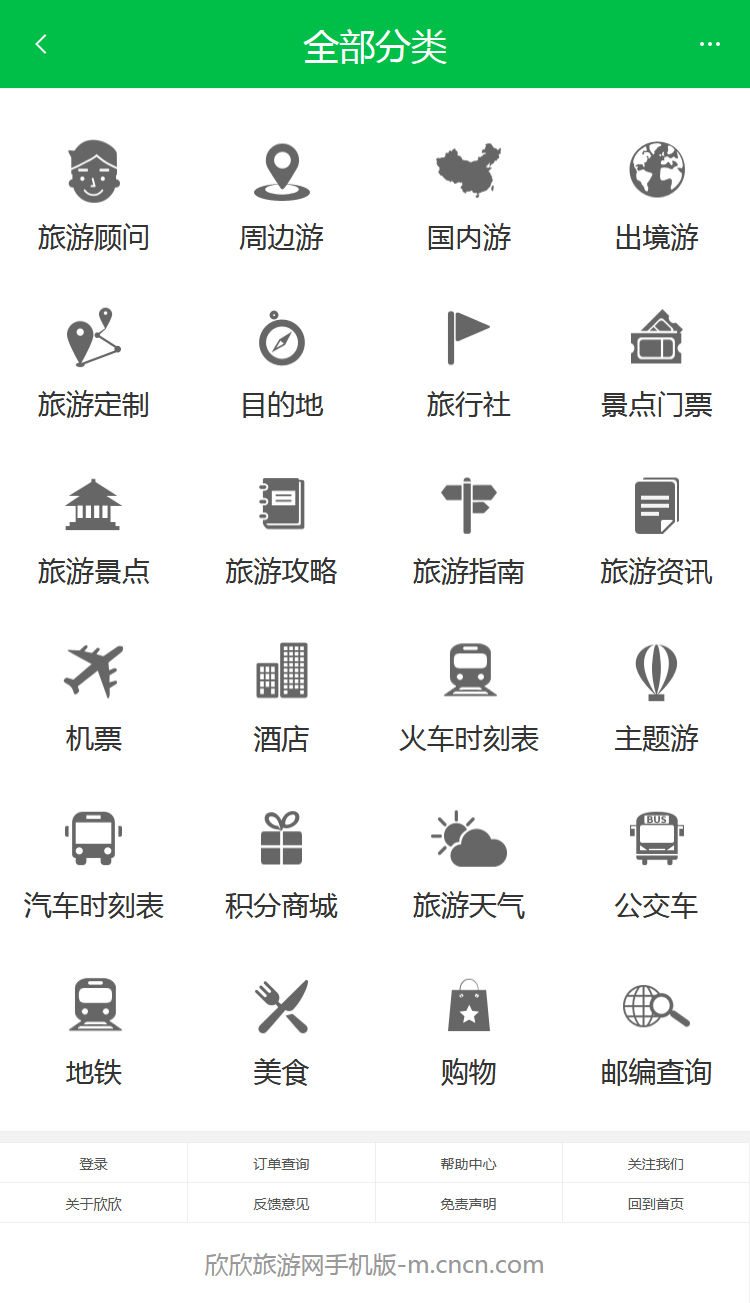 全部分类
旅游顾问 周边游 国内游 出境游
旅游定制 目的地 旅行社 景点门票
旅游景点 旅游攻略 旅游指南 旅游资讯
机票 酒店 火车时刻表 主题游
BUS
汽车时刻表 积分商城 旅游天气 公交车
地铁 美食 购物 邮编查询
登录 订单查询 帮助中心 关注我们
关于欣欣 反馈意见 免责声明 回到首页
欣欣旅游网手机版-m.cncn.com